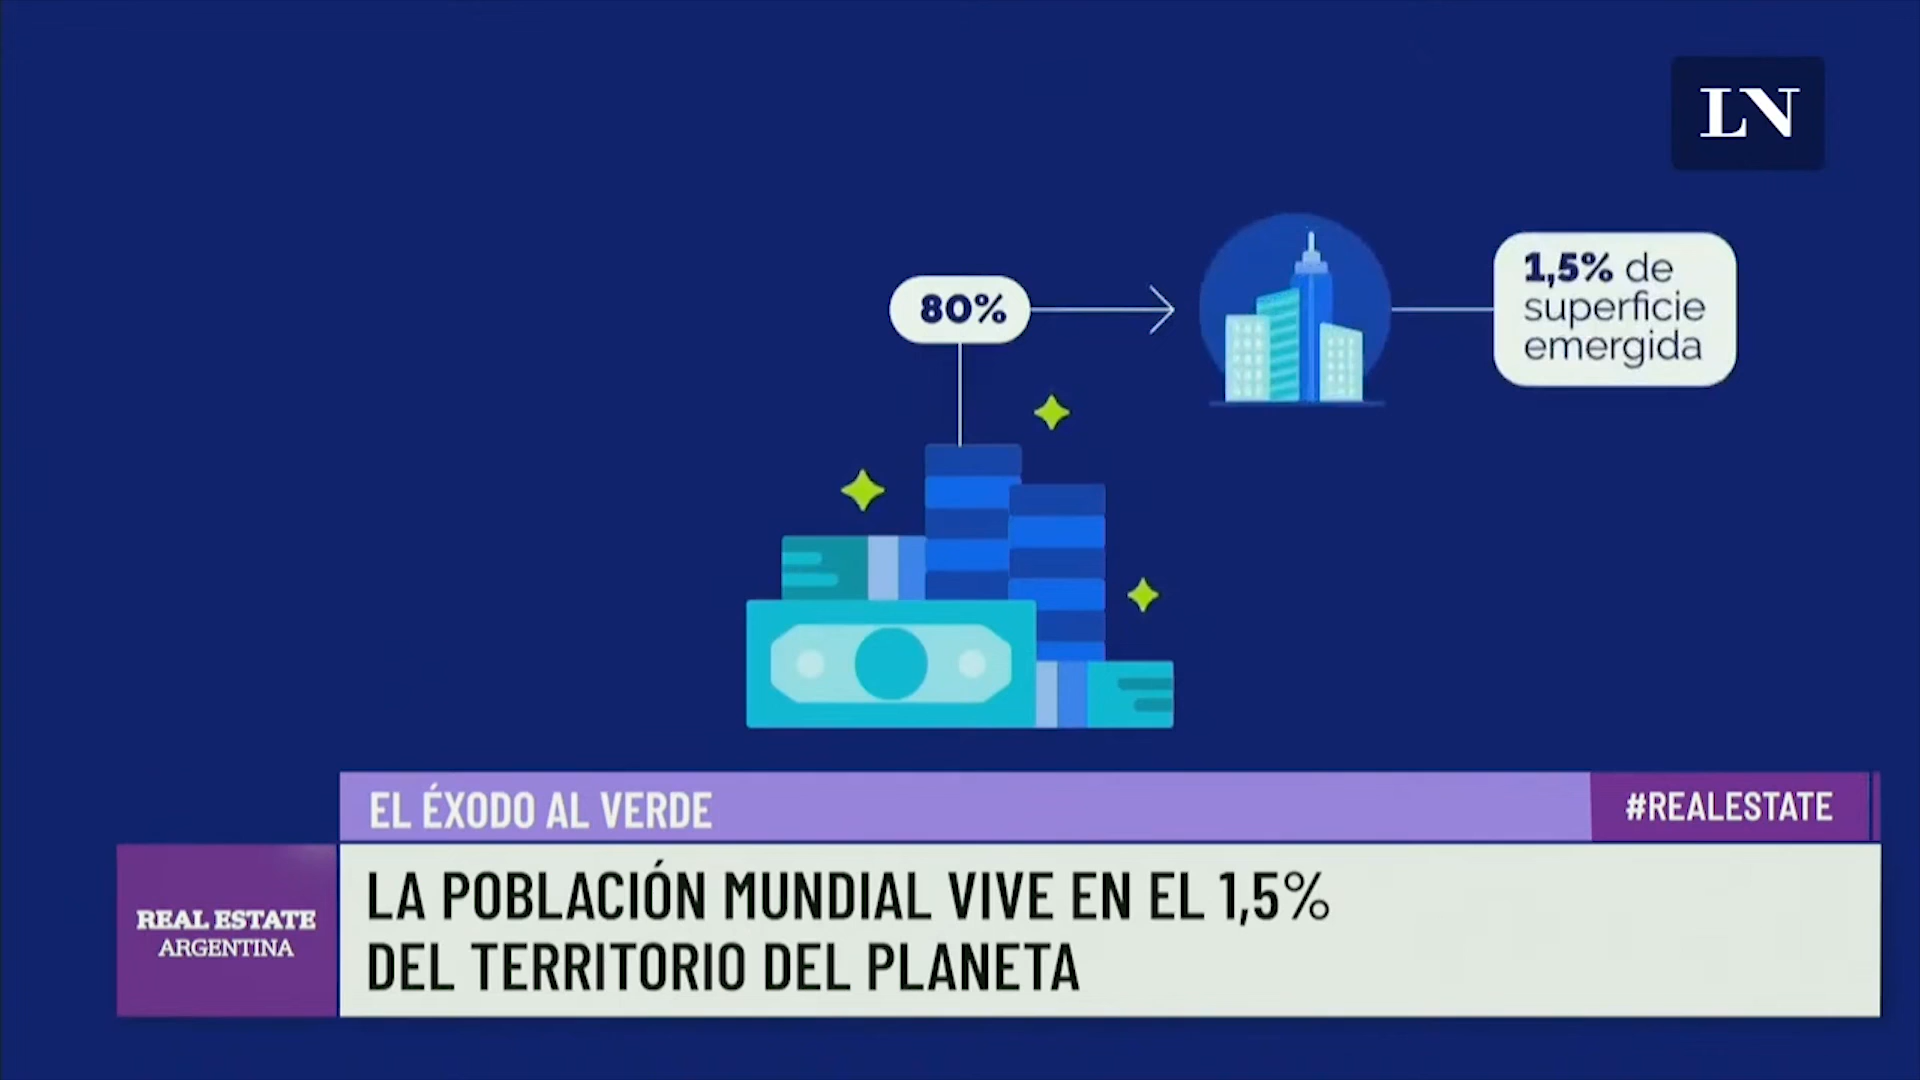 LN
80%
1,5% de
superficie
emergida
EL ÉXODO AL VERDE
#REALESTATE
REAL ESTATE
ARGENTINA
LA POBLACIÓN MUNDIAL VIVE EN EL 1,5%
DEL TERRITORIO DEL PLANETA